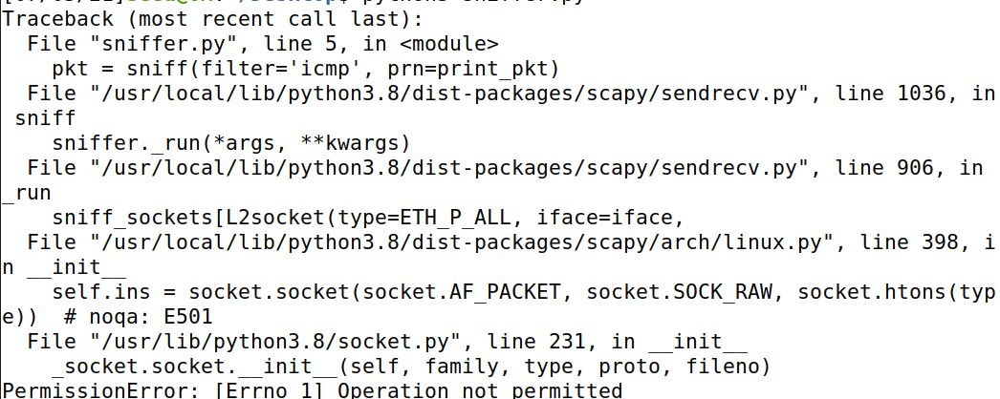 Traceback (most recent call last):
  File "sniffer.py", line 5, in <module>
    pkt = sniff(filter='icmp', prn=print_pkt)
  File "/usr/local/lib/python3.8/dist-packages/scapy/sendrecv.py", line 1036, in
 sniff
    sniffer._run(*args, **kwargs)
  File "/usr/local/lib/python3.8/dist-packages/scapy/sendrecv.py", line 906, in
_run
    sniff_sockets[L2socket(type=ETH_P_ALL, iface=iface,
  File "/usr/local/lib/python3.8/dist-packages/scapy/arch/linux.py", line 398, i
n __init__
    self.ins = socket.socket(socket.AF_PACKET, socket.SOCK_RAW, socket.htons(typ
e))  # noqa: E501
  File "/usr/lib/python3.8/socket.py", line 231, in __init__
    _socket.socket.__init__(self, family, type, proto, fileno)
PermissionError: [Errno 1] Operation not permitted